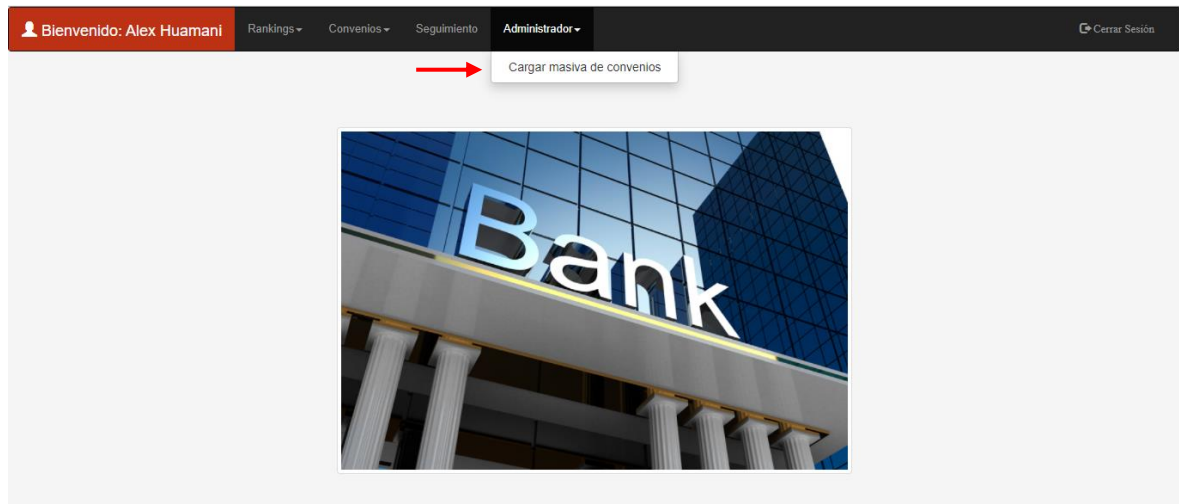 Bienvenido: Alex Huamani Rankings Convenios Seguimiento Administrador Cerrar Sesión
Cargar masiva de convenios
Bank